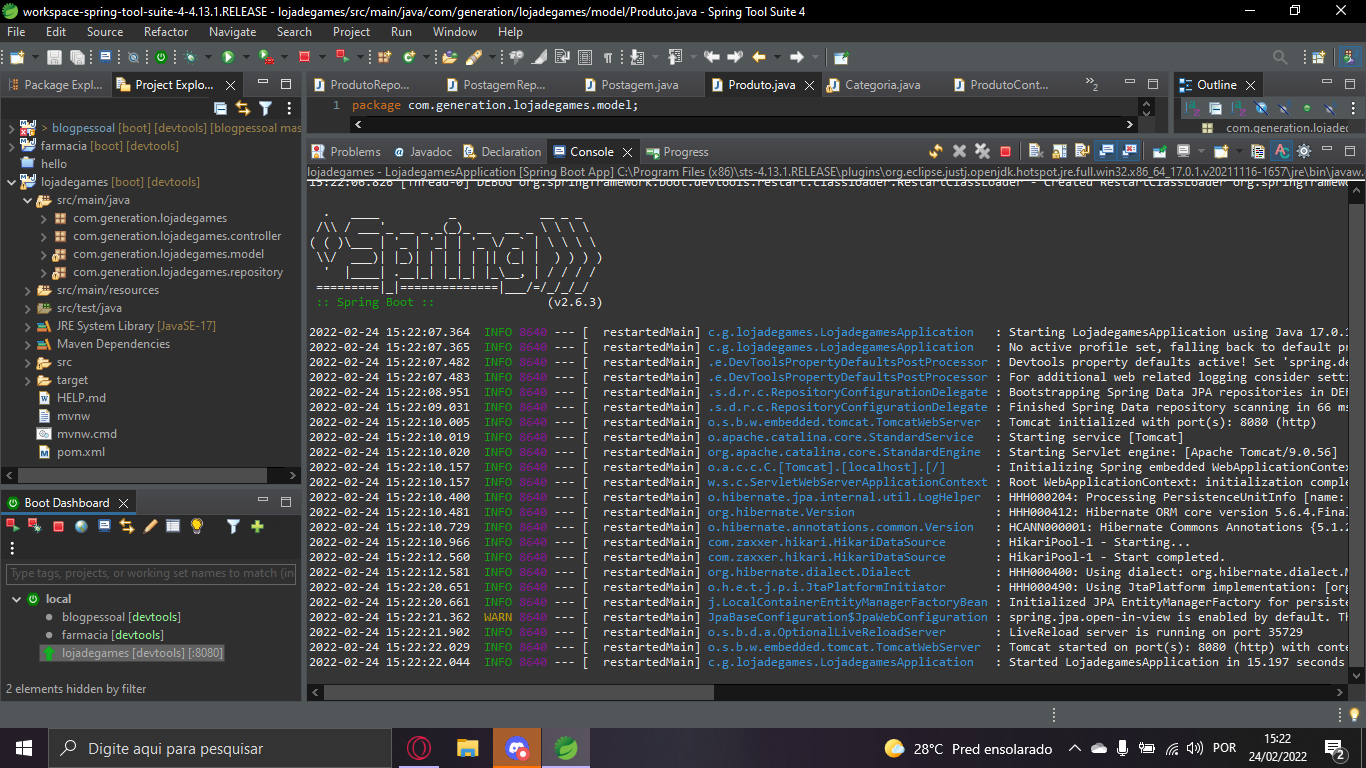 workspace-spring-tool-suite-4-4.13.1.RELEASE - lojadegames/src/main/java/com/generation/lojadegames/model/Produto.java - Spring Tool Suite 4
File Edit Source Refactor Navigate Search Project Run Window Help
Package Expl...
Project Explo...
blogpessoal [boot] [devtools] [blogpessoal mas
farmacia [boot] [devtools]
hello
lojadegames [boot] [devtools]
src/main/java
com.generation.lojadegames
com.generation.lojadegames.controller
com.generation.lojadegames.model
com.generation.lojadegames.repository
src/main/resources
src/test/java
JRE System Library [JavaSE-17]
Maven Dependencies
src
target
HELP.md
mvnw
mvnw.cmd
pom.xml
Boot Dashboard
Type tags, projects, or working set names to match (in
local
blogpessoal [devtools]
farmacia [devtools]
lojadegames [devtools] [:8080]
2 elements hidden by filter
ProdutoRepo... PostagemRep... Postagem.java Produto.java Categoria.java ProdutoCont... »2
1 package com.generation.lojadegames.model;
Outline
com.generation.lojadeg
Problems Javadoc Declaration Console Progress
lojadegames - LojadegamesApplication [Spring Boot App] C:\Program Files (x86)\sts-4.13.1.RELEASE\plugins\org.eclipse.justj.openjdk.hotspot.jre.full.win32.x86_64_17.0.1.v20211116-1657\jre\bin\javaw.
15:22:06.826 [Thread-0] DEBUG org.springframework.boot.devtools.restart.classloader.RestartClassLoader - Created RestartClassLoader org.springframew
:: Spring Boot :: (v2.6.3)
2022-02-24 15:22:07.364 INFO 8640 --- [ restartedMain] c.g.lojadegames.LojadegamesApplication : Starting LojadegamesApplication using Java 17.0.1
2022-02-24 15:22:07.365 INFO 8640 --- [ restartedMain] c.g.lojadegames.LojadegamesApplication : No active profile set, falling back to default pr
2022-02-24 15:22:07.482 INFO 8640 --- [ restartedMain] .e.DevToolsPropertyDefaultsPostProcessor : Devtools property defaults active! Set 'spring.de
2022-02-24 15:22:07.483 INFO 8640 --- [ restartedMain] .e.DevToolsPropertyDefaultsPostProcessor : For additional web related logging consider setti
2022-02-24 15:22:08.951 INFO 8640 --- [ restartedMain] .s.d.r.c.RepositoryConfigurationDelegate : Bootstrapping Spring Data JPA repositories in DEF
2022-02-24 15:22:09.031 INFO 8640 --- [ restartedMain] .s.d.r.c.RepositoryConfigurationDelegate : Finished Spring Data repository scanning in 66 ms
2022-02-24 15:22:10.005 INFO 8640 --- [ restartedMain] o.s.b.w.embedded.tomcat.TomcatWebServer : Tomcat initialized with port(s): 8080 (http)
2022-02-24 15:22:10.019 INFO 8640 --- [ restartedMain] o.apache.catalina.core.StandardService : Starting service [Tomcat]
2022-02-24 15:22:10.020 INFO 8640 --- [ restartedMain] org.apache.catalina.core.StandardEngine : Starting Servlet engine: [Apache Tomcat/9.0.56]
2022-02-24 15:22:10.157 INFO 8640 --- [ restartedMain] o.a.c.c.C.[Tomcat].[localhost].[/] : Initializing Spring embedded WebApplicationContex
2022-02-24 15:22:10.157 INFO 8640 --- [ restartedMain] w.s.c.ServletWebServerApplicationContext : Root WebApplicationContext: initialization comple
2022-02-24 15:22:10.400 INFO 8640 --- [ restartedMain] o.hibernate.jpa.internal.util.LogHelper : HHH000204: Processing PersistenceUnitInfo [name:
2022-02-24 15:22:10.481 INFO 8640 --- [ restartedMain] org.hibernate.Version : HHH000412: Hibernate ORM core version 5.6.4.Final
2022-02-24 15:22:10.729 INFO 8640 --- [ restartedMain] o.hibernate.annotations.common.Version : HCANN000001: Hibernate Commons Annotations {5.1.2
2022-02-24 15:22:10.966 INFO 8640 --- [ restartedMain] com.zaxxer.hikari.HikariDataSource : HikariPool-1 - Starting...
2022-02-24 15:22:12.560 INFO 8640 --- [ restartedMain] com.zaxxer.hikari.HikariDataSource : HikariPool-1 - Start completed.
2022-02-24 15:22:12.581 INFO 8640 --- [ restartedMain] org.hibernate.dialect.Dialect : HHH000400: Using dialect: org.hibernate.dialect.M
2022-02-24 15:22:20.651 INFO 8640 --- [ restartedMain] o.h.e.t.j.p.i.JtaPlatformInitiator : HHH000490: Using JtaPlatform implementation: [org
2022-02-24 15:22:20.661 INFO 8640 --- [ restartedMain] j.LocalContainerEntityManagerFactoryBean : Initialized JPA EntityManagerFactory for persiste
2022-02-24 15:22:21.362 WARN 8640 --- [ restartedMain] JpaBaseConfiguration$JpaWebConfiguration : spring.jpa.open-in-view is enabled by default. Th
2022-02-24 15:22:21.902 INFO 8640 --- [ restartedMain] o.s.b.d.a.OptionalLiveReloadServer : LiveReload server is running on port 35729
2022-02-24 15:22:22.029 INFO 8640 --- [ restartedMain] o.s.b.w.embedded.tomcat.TomcatWebServer : Tomcat started on port(s): 8080 (http) with conte
2022-02-24 15:22:22.044 INFO 8640 --- [ restartedMain] c.g.lojadegames.LojadegamesApplication : Started LojadegamesApplication in 15.197 seconds
Digite aqui para pesquisar
28°C Pred ensolarado
POR
15:22
24/02/2022
2